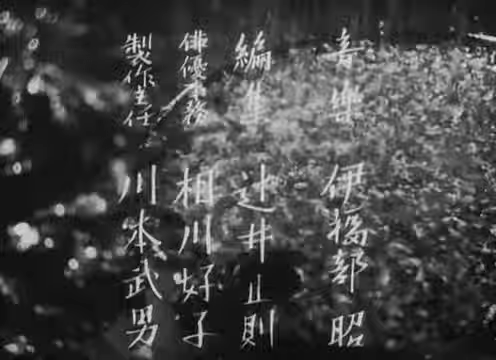 音樂 伊福部 昭
編集 辻井正則
俳優事務 相川好子
製作主任 川本武男